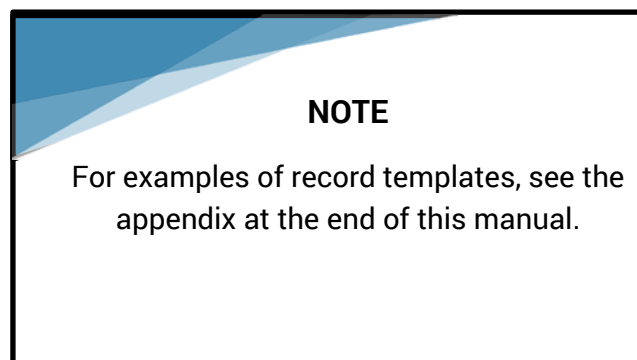 NOTE
For examples of record templates, see the
appendix at the end of this manual.